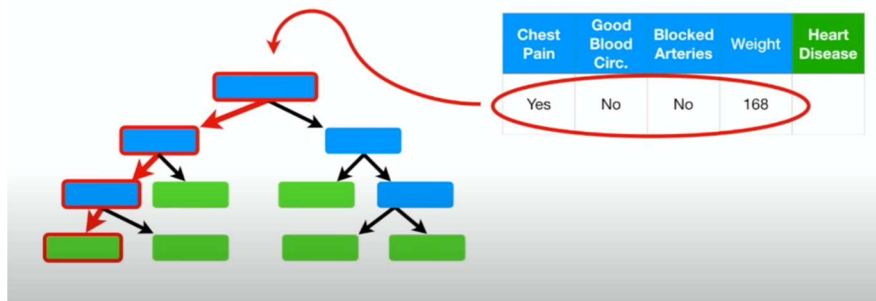 Chest Pain
Good Blood Circ.
Blocked Arteries
Weight
Heart Disease
Yes
No
No
168